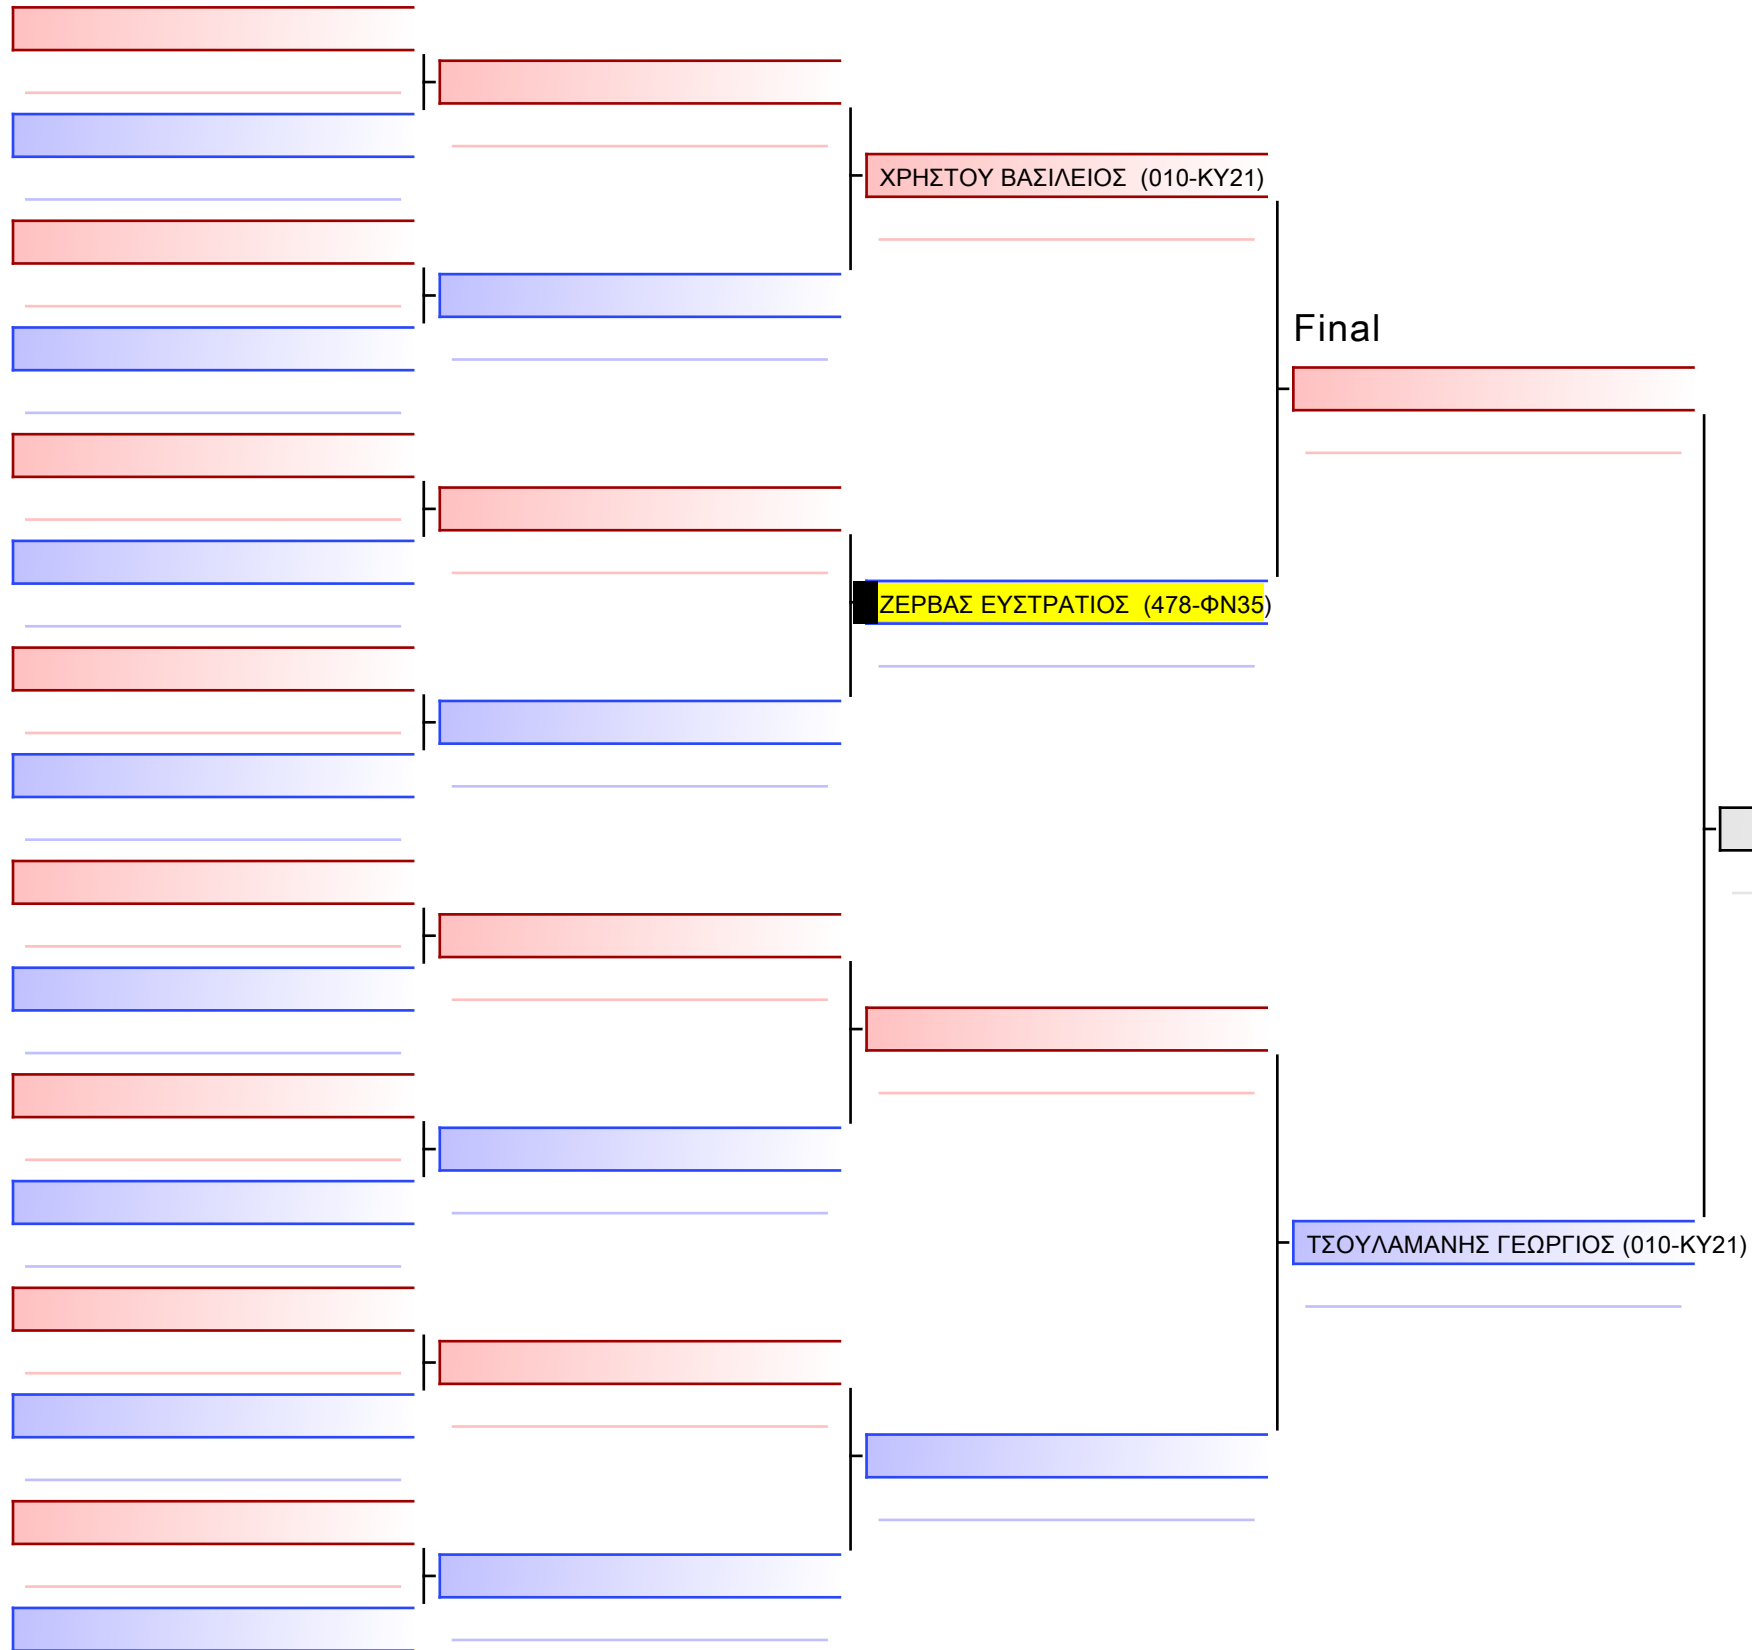 ΧΡΗΣΤΟΥ ΒΑΣΙΛΕΙΟΣ (010-ΚΥ21)
Final
ΖΕΡΒΑΣ ΕΥΣΤΡΑΤΙΟΣ (478-ΦΝ35)
ΤΣΟΥΛΑΜΑΝΗΣ ΓΕΩΡΓΙΟΣ (010-ΚΥ21)